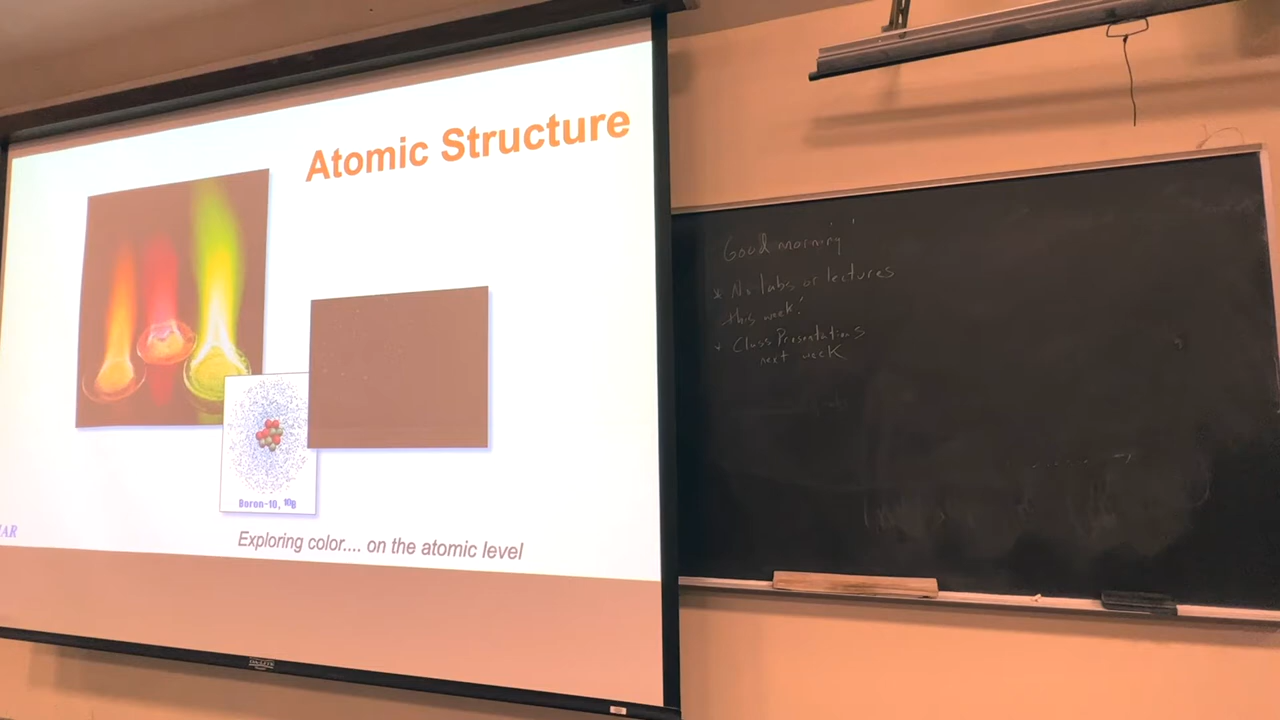 Atomic Structure
Boron-10, ¹⁰B
Exploring color.... on the atomic level
Good morning!
* No labs or lectures
this week!
* Class Presentations
next week